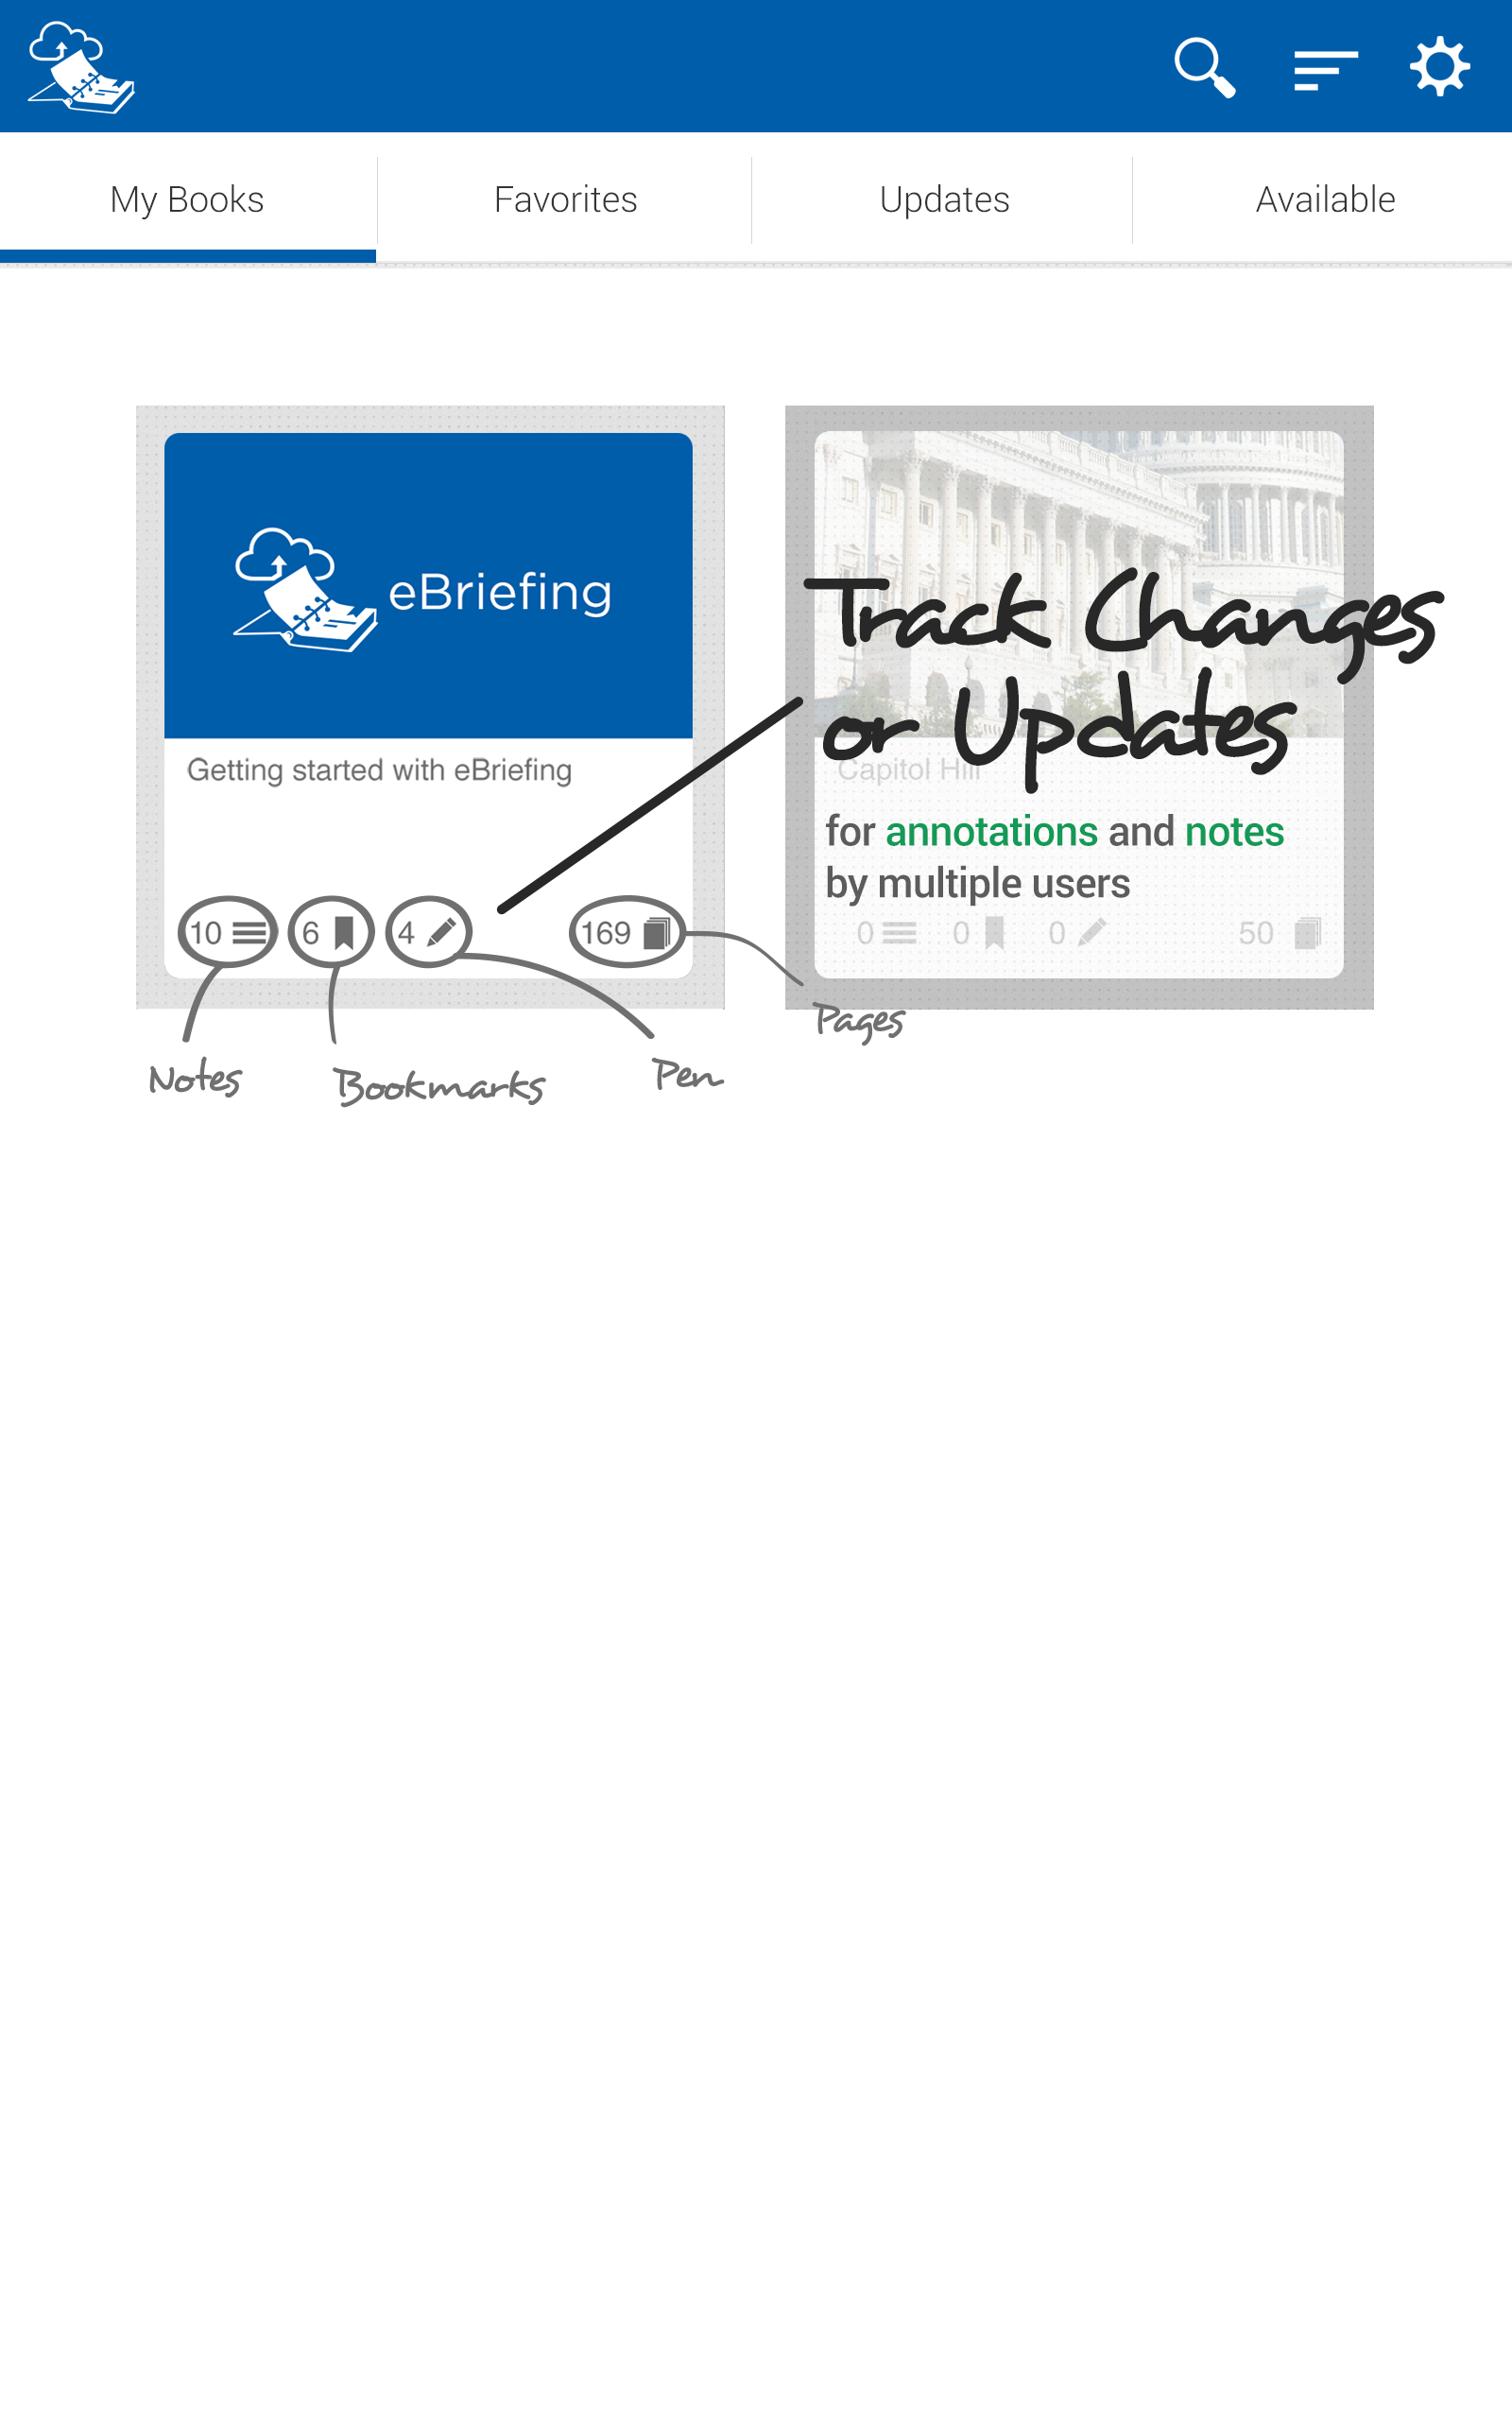 My Books Favorites Updates Available
eBriefing
Getting started with eBriefing
10 6 4 169
Notes
Bookmarks
Pen
Pages
Track Changes
or Updates
Capitol Hill
for annotations and notes
by multiple users
0 0 0 50